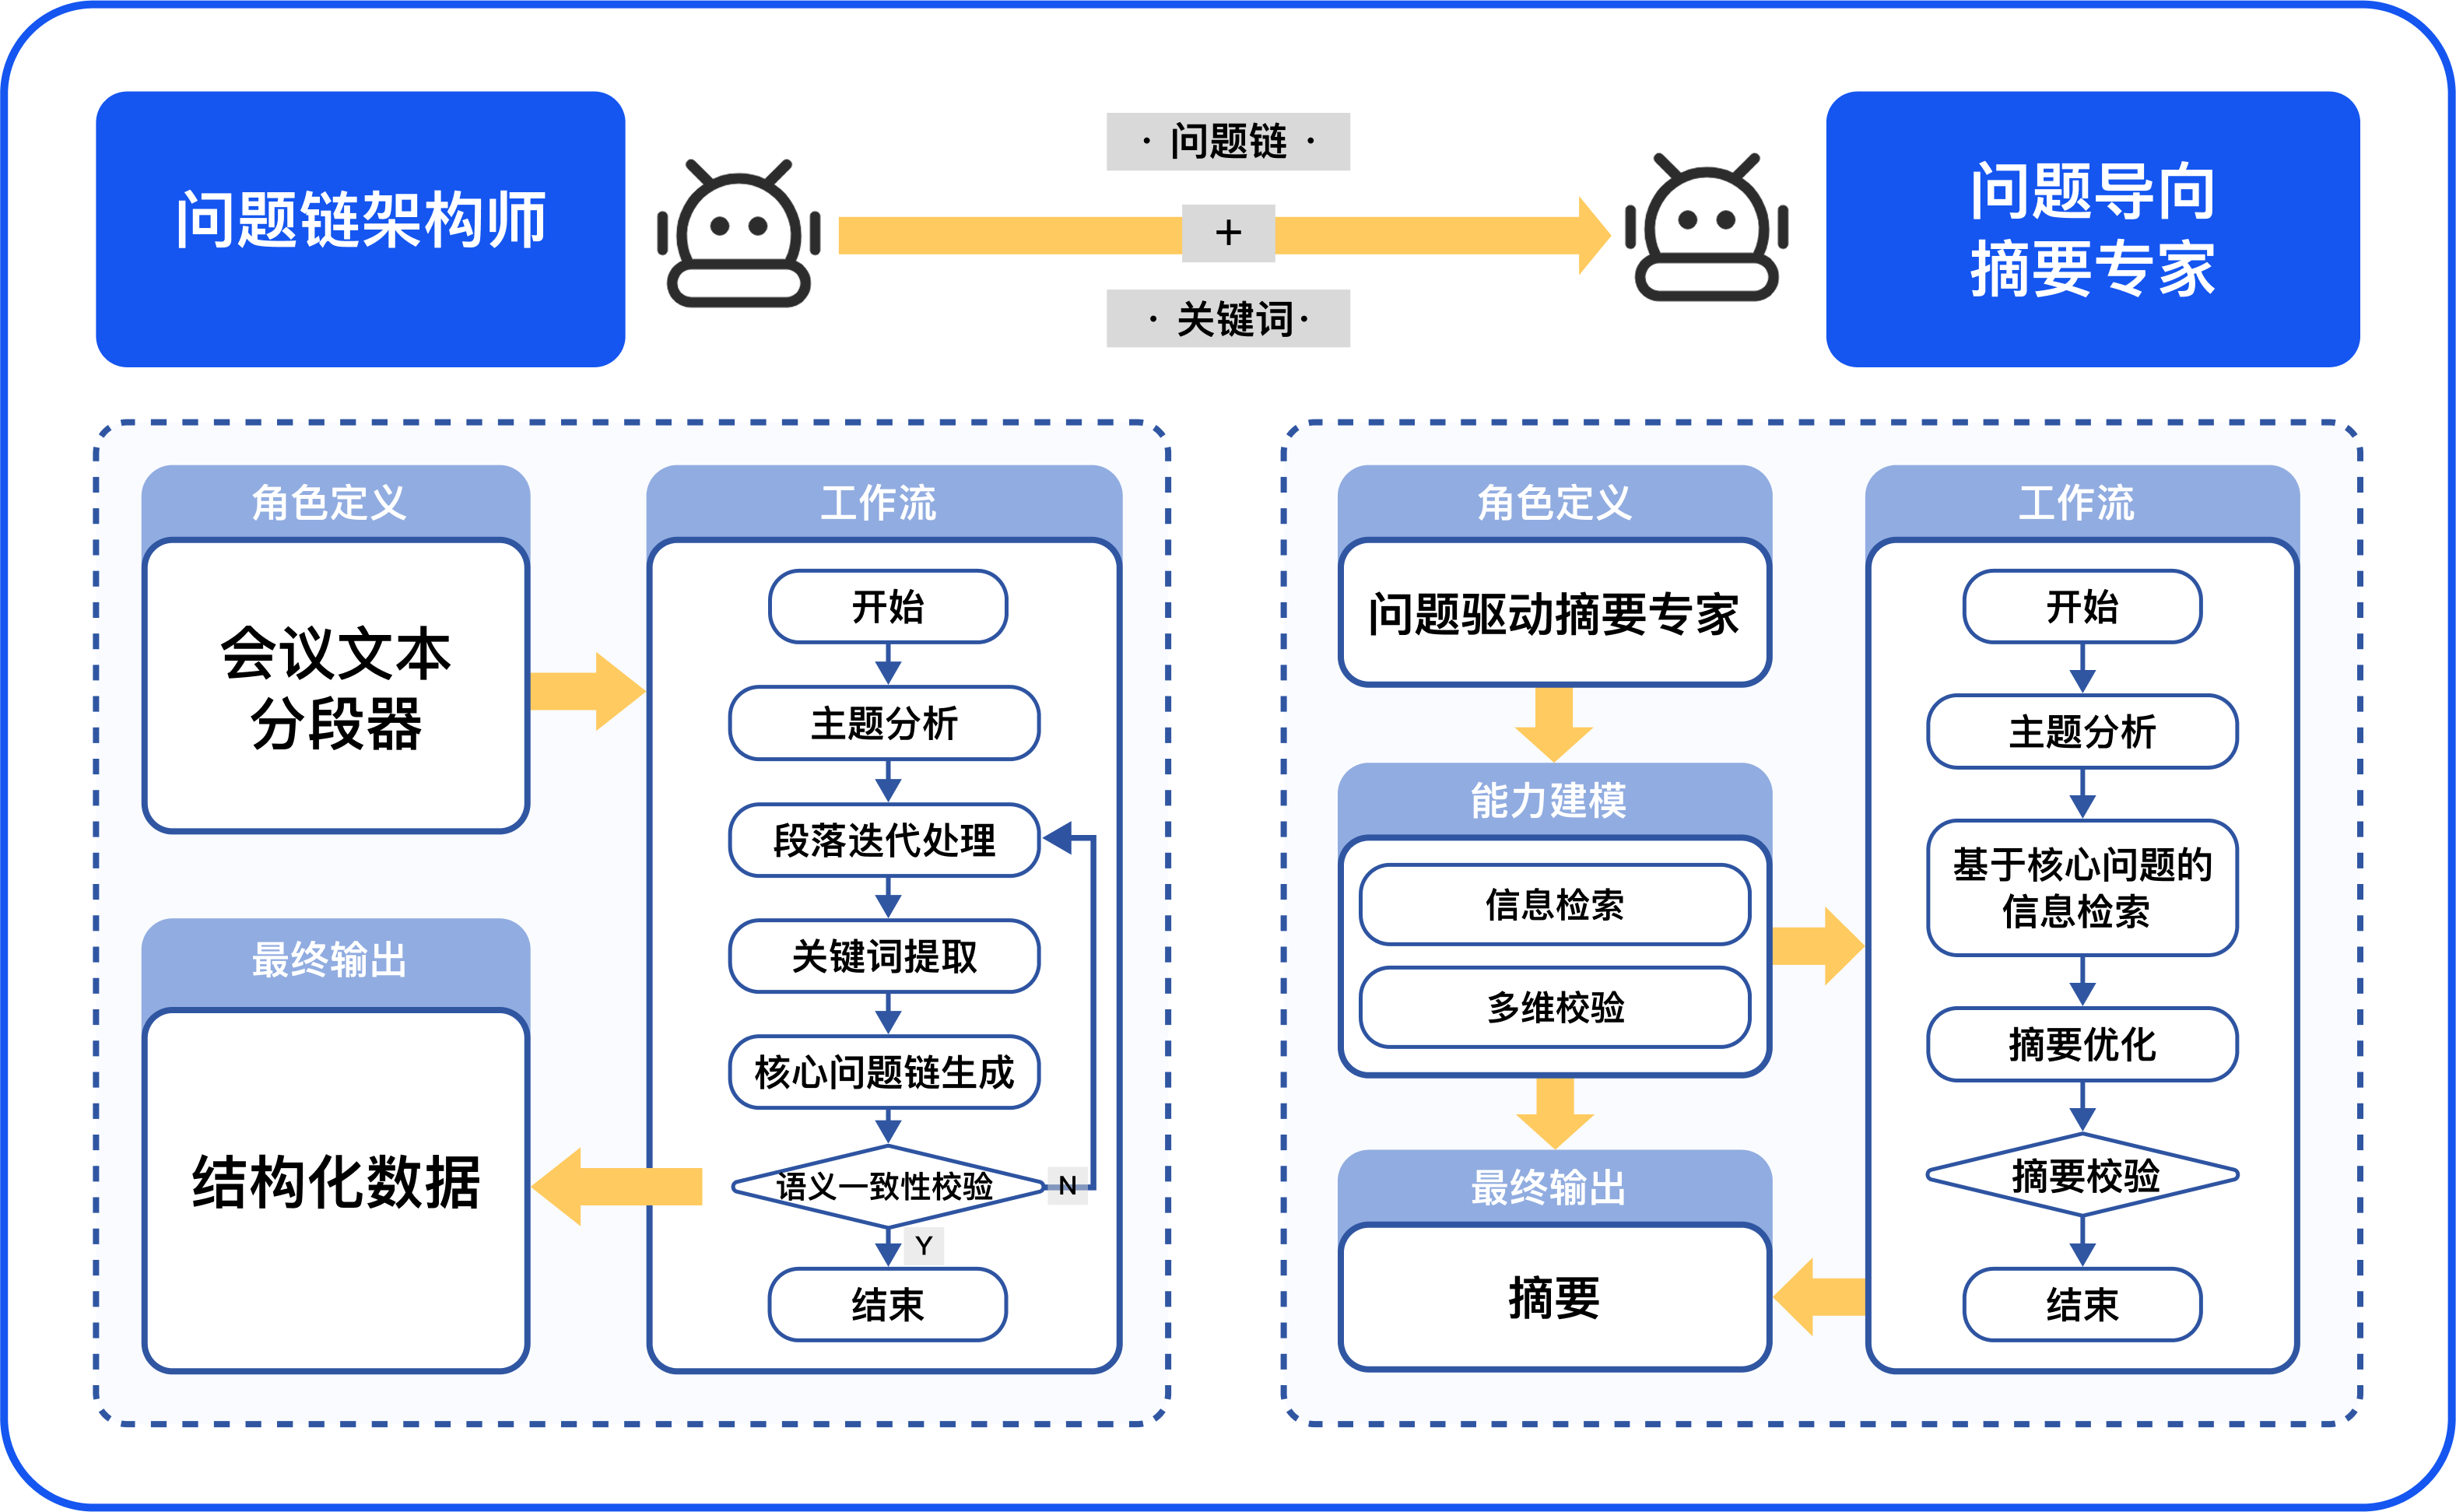 问题链架构师
· 问题链 ·
+
· 关键词·
问题导向
摘要专家
角色定义
会议文本
分段器
最终输出
结构化数据
工作流
开始
主题分析
段落迭代处理
关键词提取
核心问题链生成
语义一致性校验
N
Y
结束
角色定义
问题驱动摘要专家
能力建模
信息检索
多维校验
最终输出
摘要
工作流
开始
主题分析
基于核心问题的
信息检索
摘要优化
摘要校验
结束